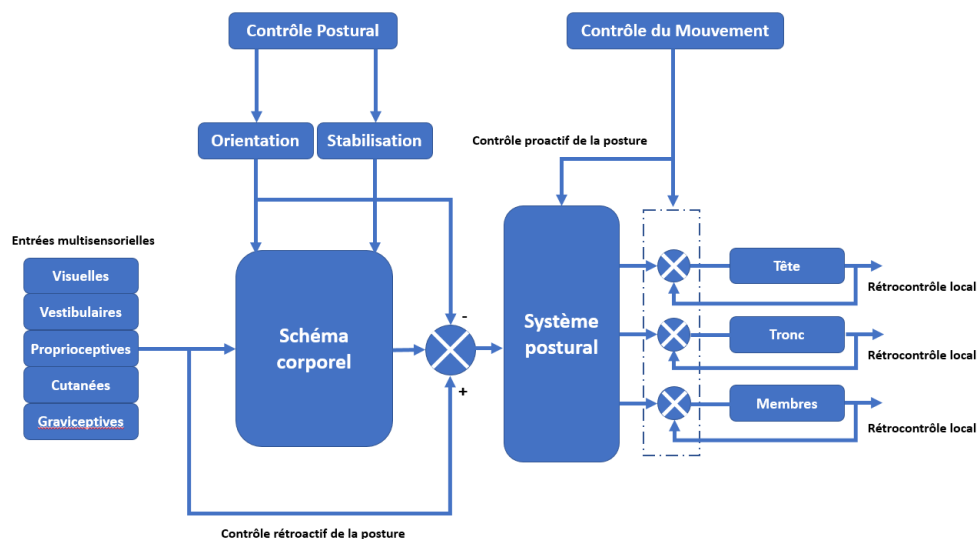 Contrôle Postural
Contrôle du Mouvement
Orientation
Stabilisation
Contrôle proactif de la posture
Entrées multisensorielles
Visuelles
Vestibulaires
Proprioceptives
Cutanées
Graviceptives
Schéma
corporel
-
+
Système
postural
Tête
Rétrocontrôle local
Tronc
Rétrocontrôle local
Membres
Rétrocontrôle local
Contrôle rétroactif de la posture